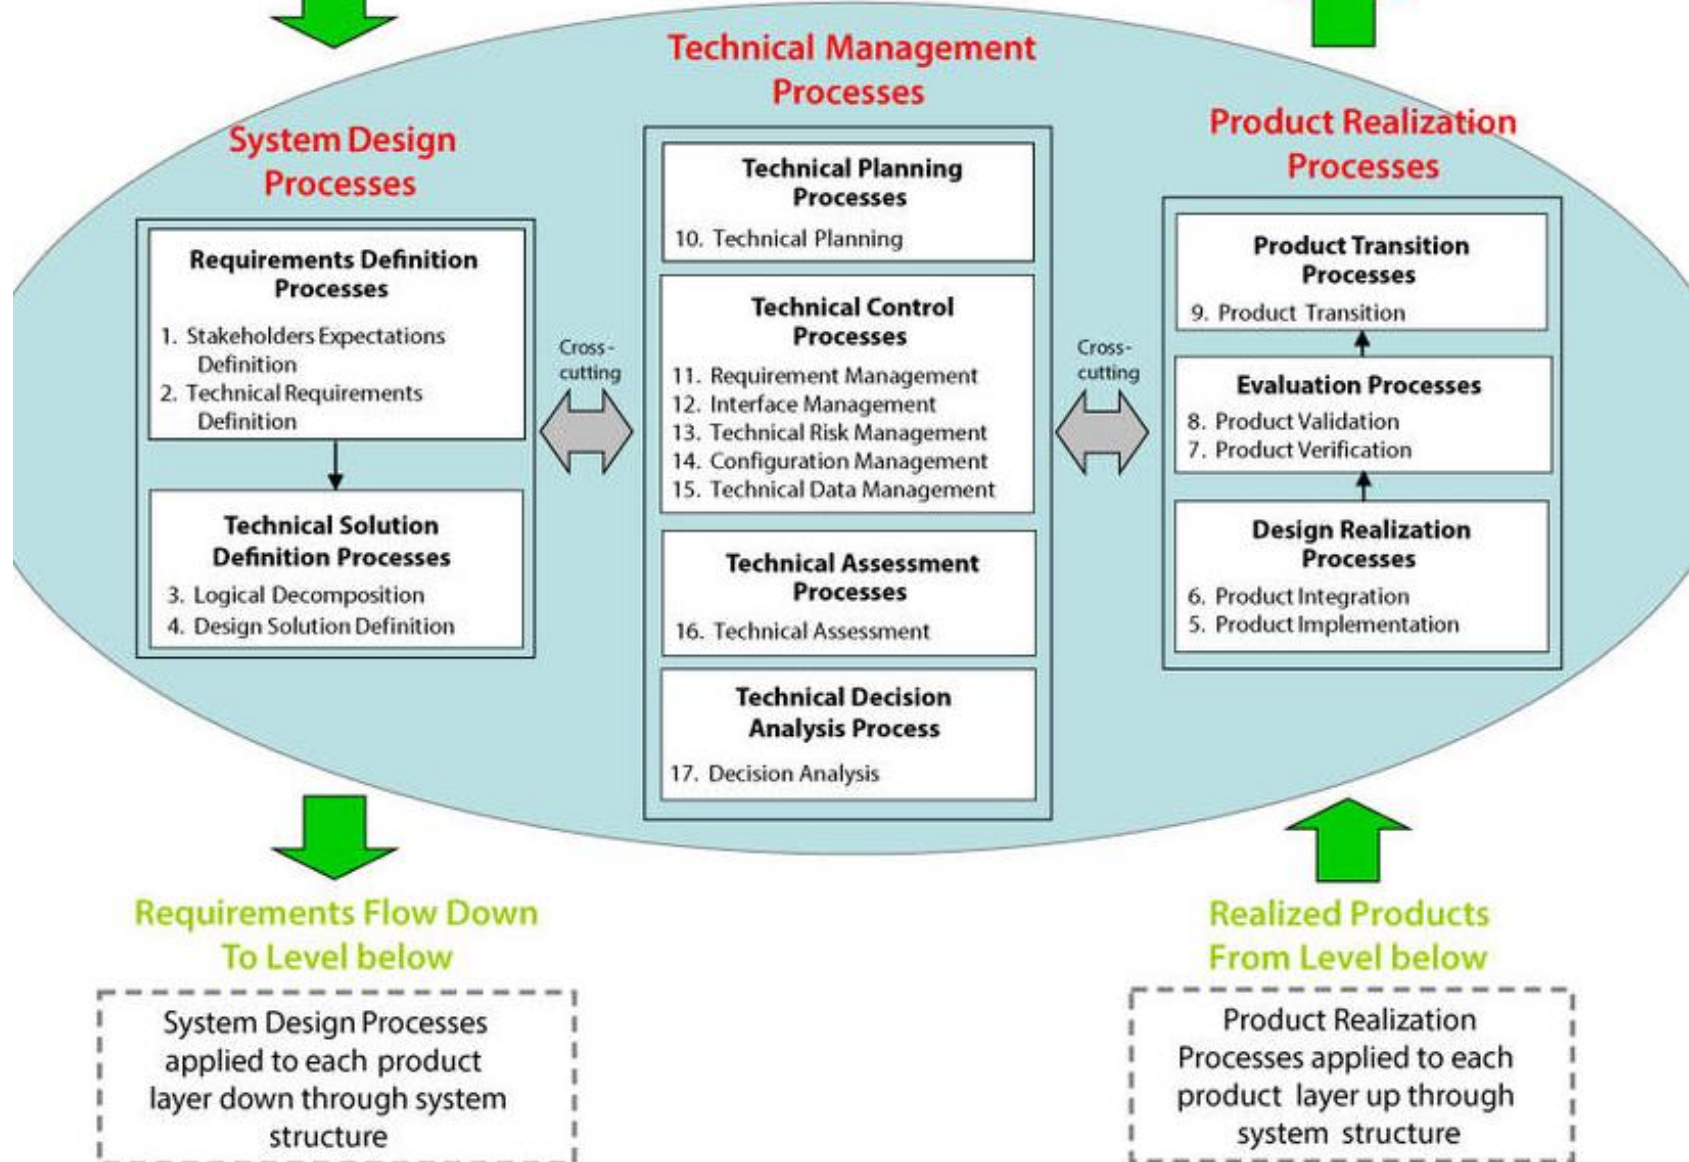 Technical Management
Processes
System Design
Processes
Product Realization
Processes
Requirements Definition
Processes
1. Stakeholders Expectations
Definition
2. Technical Requirements
Definition
Technical Solution
Definition Processes
3. Logical Decomposition
4. Design Solution Definition
Cross-
cutting
Technical Planning
Processes
10. Technical Planning
Technical Control
Processes
11. Requirement Management
12. Interface Management
13. Technical Risk Management
14. Configuration Management
15. Technical Data Management
Technical Assessment
Processes
16. Technical Assessment
Technical Decision
Analysis Process
17. Decision Analysis
Cross-
cutting
Product Transition
Processes
9. Product Transition
Evaluation Processes
8. Product Validation
7. Product Verification
Design Realization
Processes
6. Product Integration
5. Product Implementation
Requirements Flow Down
To Level below
System Design Processes
applied to each product
layer down through system
structure
Realized Products
From Level below
Product Realization
Processes applied to each
product layer up through
system structure